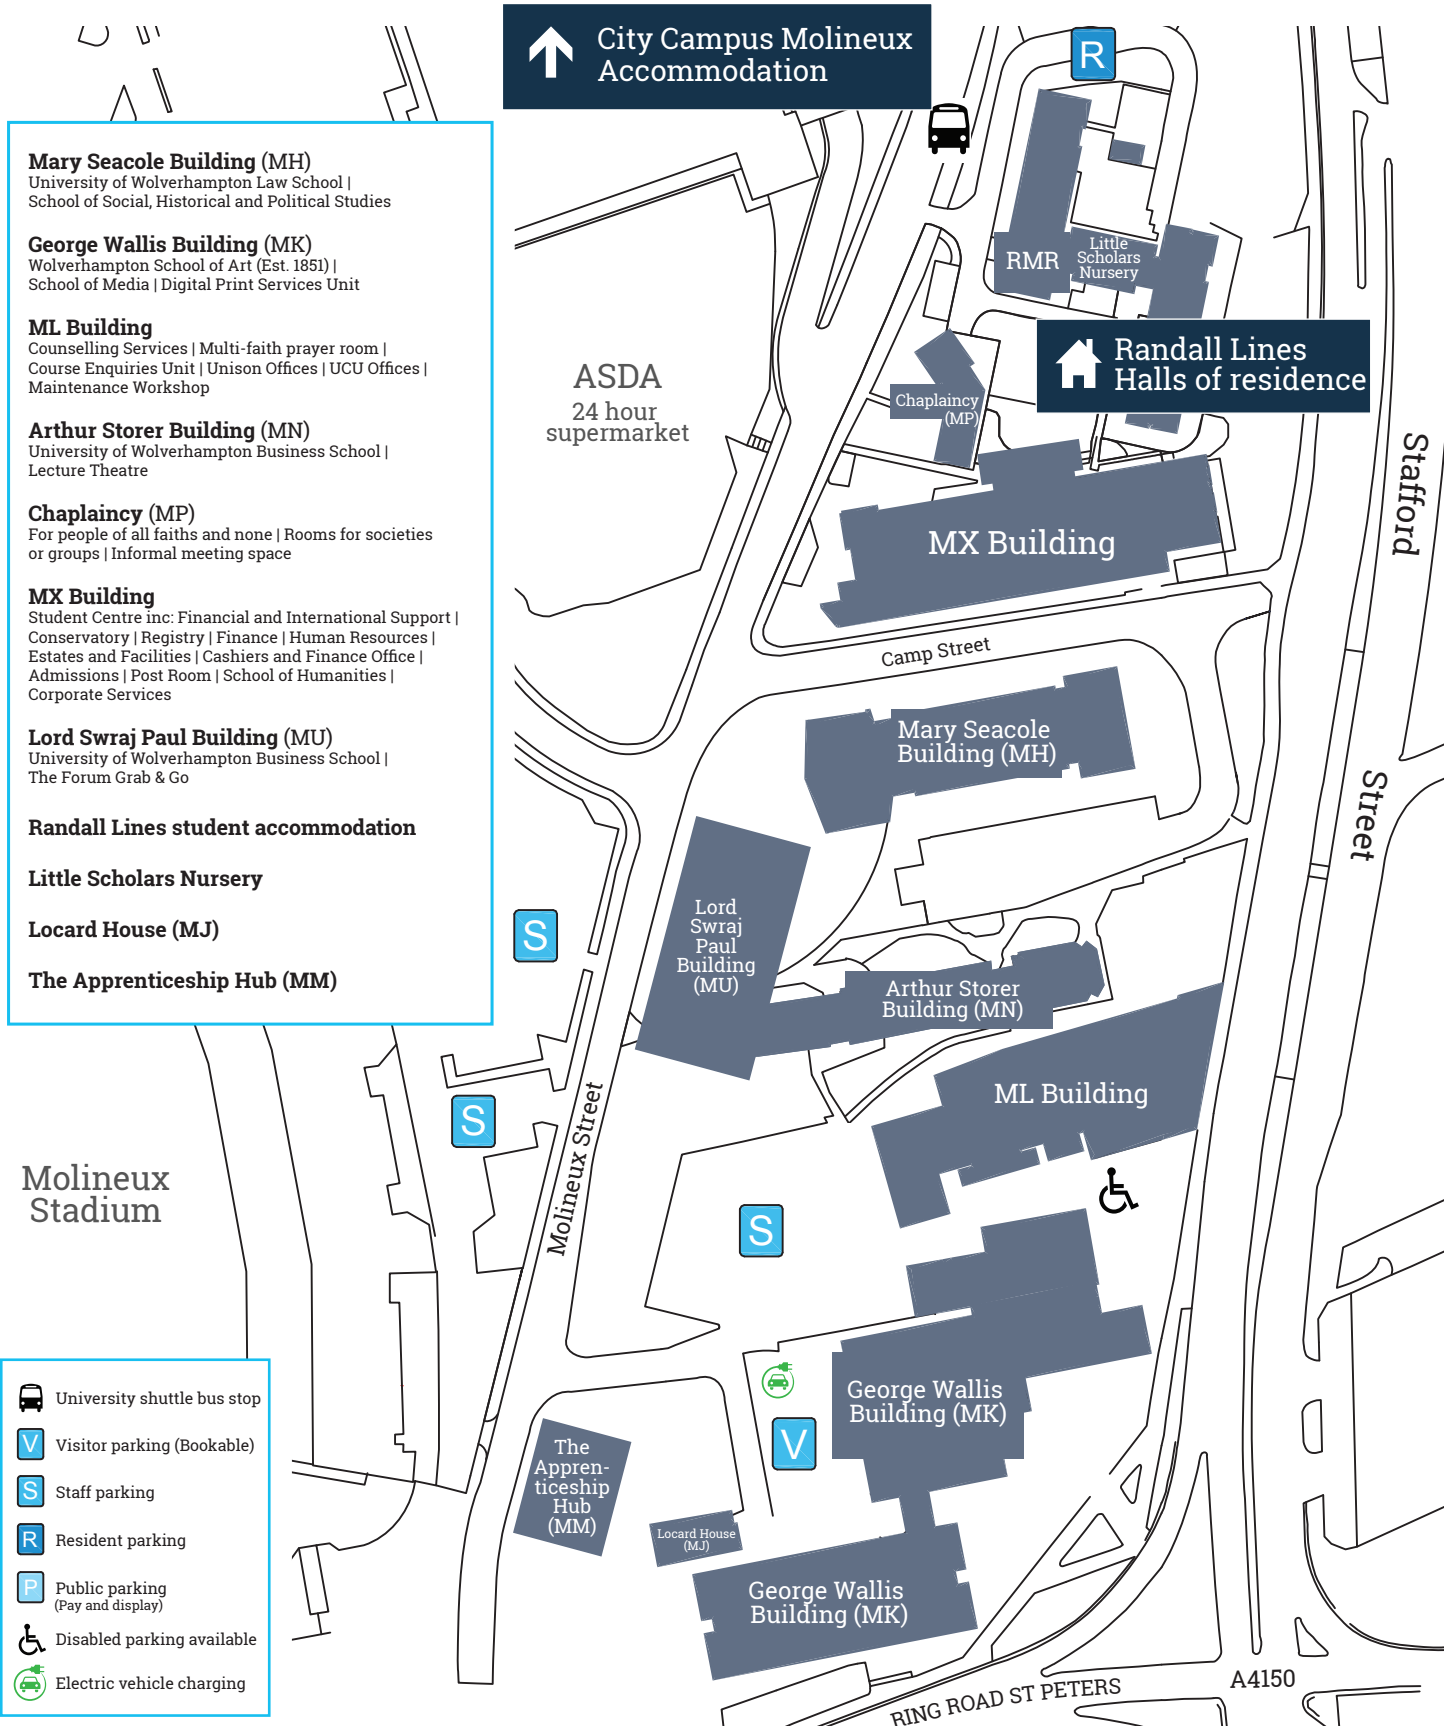 City Campus Molineux
Accommodation
R
Mary Seacole Building (MH)
University of Wolverhampton Law School |
School of Social, Historical and Political Studies
George Wallis Building (MK)
Wolverhampton School of Art (Est. 1851) |
School of Media | Digital Print Services Unit
ML Building
Counselling Services | Multi-faith prayer room |
Course Enquiries Unit | Unison Offices | UCU Offices |
Maintenance Workshop
Arthur Storer Building (MN)
University of Wolverhampton Business School |
Lecture Theatre
Chaplaincy (MP)
For people of all faiths and none | Rooms for societies
or groups | Informal meeting space
MX Building
Student Centre inc: Financial and International Support |
Conservatory | Registry | Finance | Human Resources |
Estates and Facilities | Cashiers and Finance Office |
Admissions | Post Room | School of Humanities |
Corporate Services
Lord Swraj Paul Building (MU)
University of Wolverhampton Business School |
The Forum Grab & Go
Randall Lines student accommodation
Little Scholars Nursery
Locard House (MJ)
The Apprenticeship Hub (MM)
RMR
Little
Scholars
Nursery
Randall Lines
Halls of residence
ASDA
24 hour
supermarket
Chaplaincy
(MP)
Stafford
Street
MX Building
Camp Street
Mary Seacole
Building (MH)
Lord
Swraj
Paul
Building
(MU)
S
Arthur Storer
Building (MN)
ML Building
S
Molineux Street
Molineux
Stadium
S
George Wallis
Building (MK)
V
The
Appren-
ticeship
Hub
(MM)
Locard House
(MJ)
George Wallis
Building (MK)
RING ROAD ST PETERS
A4150
University shuttle bus stop
V Visitor parking (Bookable)
S Staff parking
R Resident parking
P Public parking
(Pay and display)
Disabled parking available
Electric vehicle charging